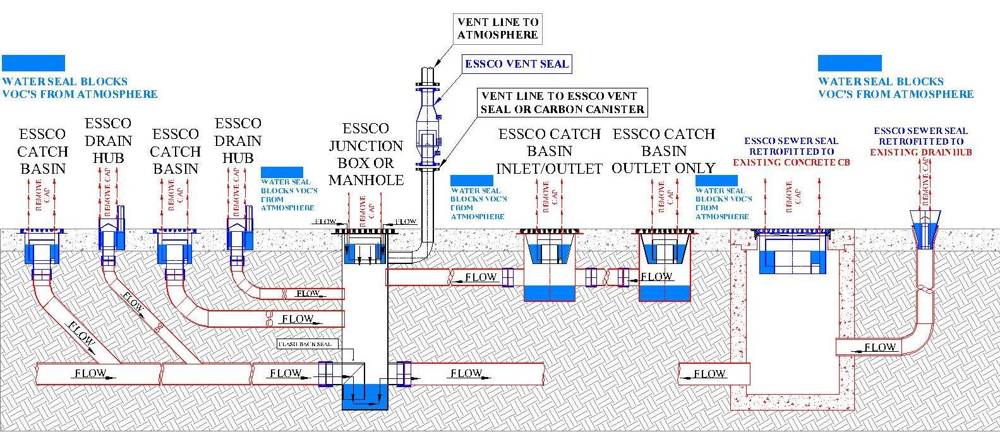 VENT LINE TO
ATMOSPHERE
ESSCO VENT SEAL
VENT LINE TO ESSCO VENT
SEAL OR CARBON CANISTER
WATER SEAL BLOCKS
VOC'S FROM ATMOSPHERE
WATER SEAL BLOCKS
VOC'S FROM ATMOSPHERE
ESSCO
CATCH
BASIN
ESSCO
DRAIN
HUB
ESSCO
CATCH
BASIN
ESSCO
DRAIN
HUB
ESSCO
JUNCTION
BOX OR
MANHOLE
ESSCO CATCH
BASIN
INLET/OUTLET
ESSCO CATCH
BASIN
OUTLET ONLY
ESSCO SEWER SEAL
RETROFITTED TO
EXISTING CONCRETE CB
ESSCO SEWER SEAL
RETROFITTED TO
EXISTING DRAIN HUB
WATER SEAL
BLOCKS VOC'S
FROM
ATMOSPHERE
WATER SEAL
BLOCKS VOC'S
FROM
ATMOSPHERE
WATER SEAL
BLOCKS VOC'S
FROM
ATMOSPHERE
REMOVE
CAP
REMOVE CAP
REMOVE
CAP
REMOVE CAP
REMOVE
CAP
REMOVE
CAP
REMOVE
CAP
REMOVE
CAP
REMOVE CAP
FLOW
FLOW
FLOW
FLOW
FLOW
FLOW
FLOW
FLOW
FLOW
FLASH BACK SEAL
FLOW
FLOW
FLOW
FLOW
FLOW
FLOW